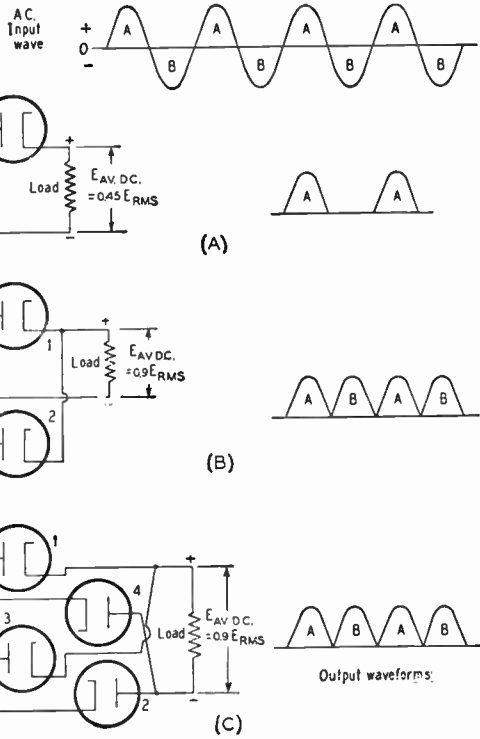 A.C.
Input
wave
+
0
-
A B A B A B A B
+
Load
E AV. DC.
=0.45 E RMS
-
A A
(A)
+
1
Load
E AV DC.
=0.9 E RMS
-
2
A B A B
(B)
1
+
4
3
Load
E AV DC.
=0.9 E RMS
A B A B
2
-
Output waveforms
(C)